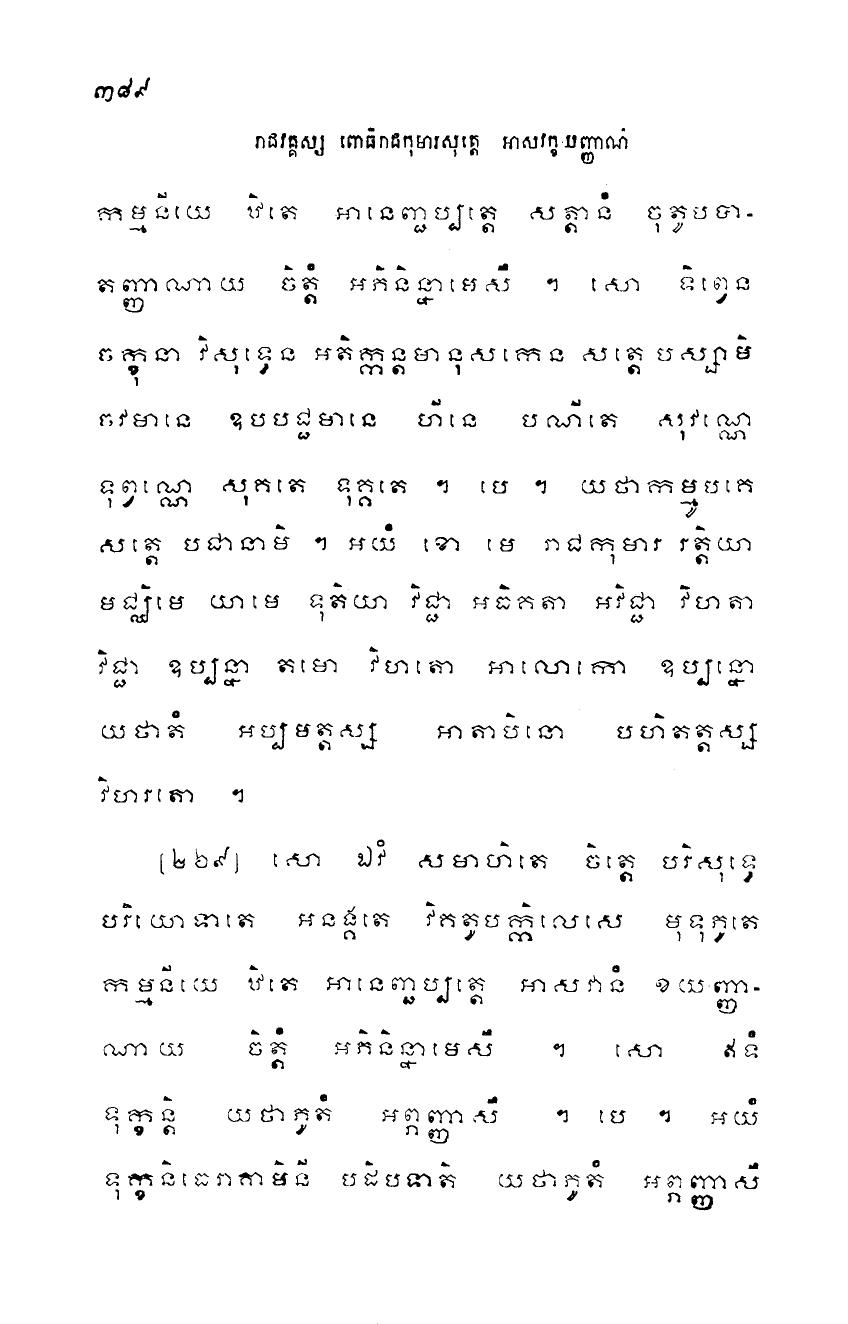 ៣៨៩
រាជវគ្គស្ស ពោធិរាជកុមារសុត្តេ អាសវក្ខយញ្ញាណំ
កម្មនីយេ ឋិតេ អានេញ្ជប្បត្តេ សត្តានំ ចុតូបបា-
តញ្ញាណាយ ចិត្តំ អភិនិន្នាមេសឹ ។ សោ ទិព្វេន
ចក្ខុនា វិសុទ្ធេន អតិក្កន្តមានុសកេន សត្តេ បស្សាមិ
ចវមានេ ឧបបជ្ជមានេ ហីនេ បណីតេ សុវណ្ណេ
ទុព្វណ្ណេ សុគតេ ទុគ្គតេ ។ បេ ។ យថាកម្មូបគេ
សត្តេ បជានាមិ ។ អយំ ខោ មេ រាជកុមារ រត្តិយា
មជ្ឈិមេ យាមេ ទុតិយា វិជ្ជា អធិគតា អវិជ្ជា វិហតា
វិជ្ជា ឧប្បន្នា តមោ វិហតោ អាលោកោ ឧប្បន្នោ
យថាតំ អប្បមត្តស្ស អាតាបិនោ បហិតត្តស្ស
វិហរតោ ។
[២៦៩] សោ ឯវំ សមាហិតេ ចិត្តេ បរិសុទ្ធេ
បរិយោទាតេ អនង្គតេ វិគតូបក្កិលេសេ មុទុភូតេ
កម្មនីយេ ឋិតេ អានេញ្ជប្បត្តេ អាសវានំ ខយញ្ញា-
ណាយ ចិត្តំ អភិនិន្នាមេសឹ ។ សោ ឥទំ
ទុក្ខន្តិ យថាភូតំ អព្ភញ្ញាសឹ ។ បេ ។ អយំ
ទុក្ខនិរោធគាមិនី បដិបទាតិ យថាភូតំ អព្ភញ្ញាសឹ